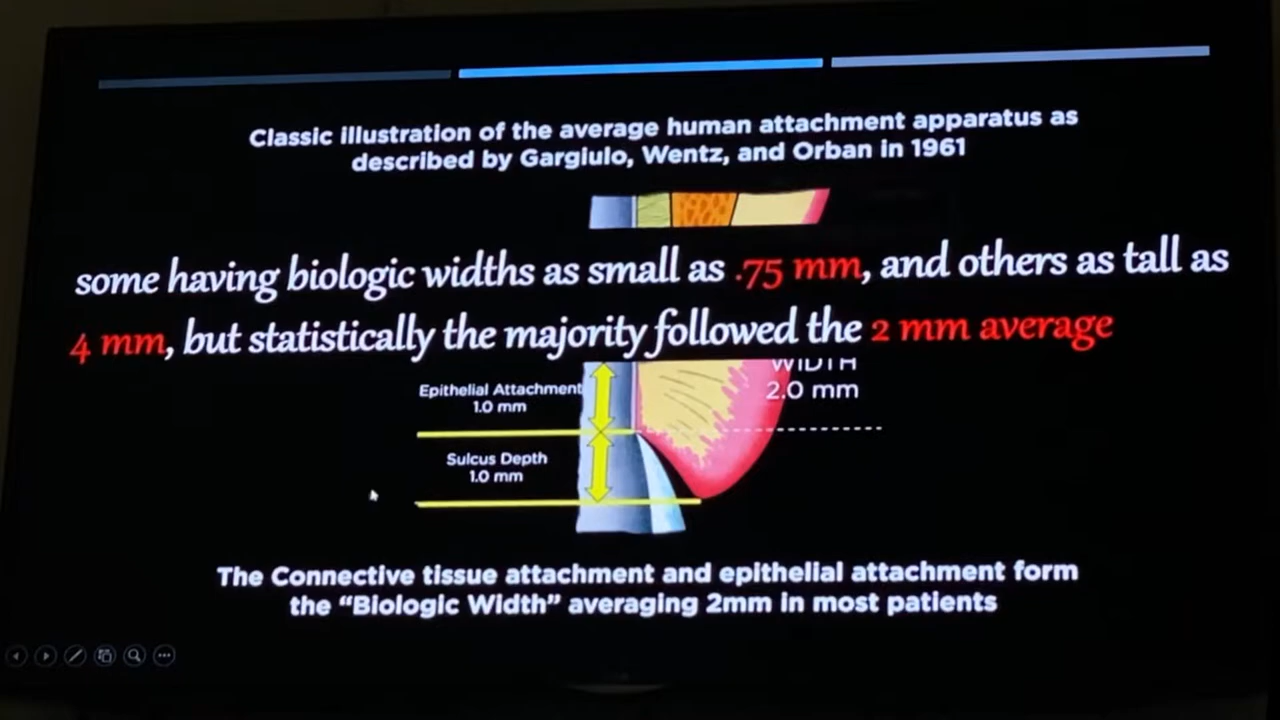 Classic illustration of the average human attachment apparatus as
described by Gargiulo, Wentz, and Orban in 1961
some having biologic widths as small as .75 mm, and others as tall as
4 mm, but statistically the majority followed the 2 mm average
WIDTH
2.0 mm
Epithelial Attachment
1.0 mm
Sulcus Depth
1.0 mm
The Connective tissue attachment and epithelial attachment form
the “Biologic Width” averaging 2mm in most patients